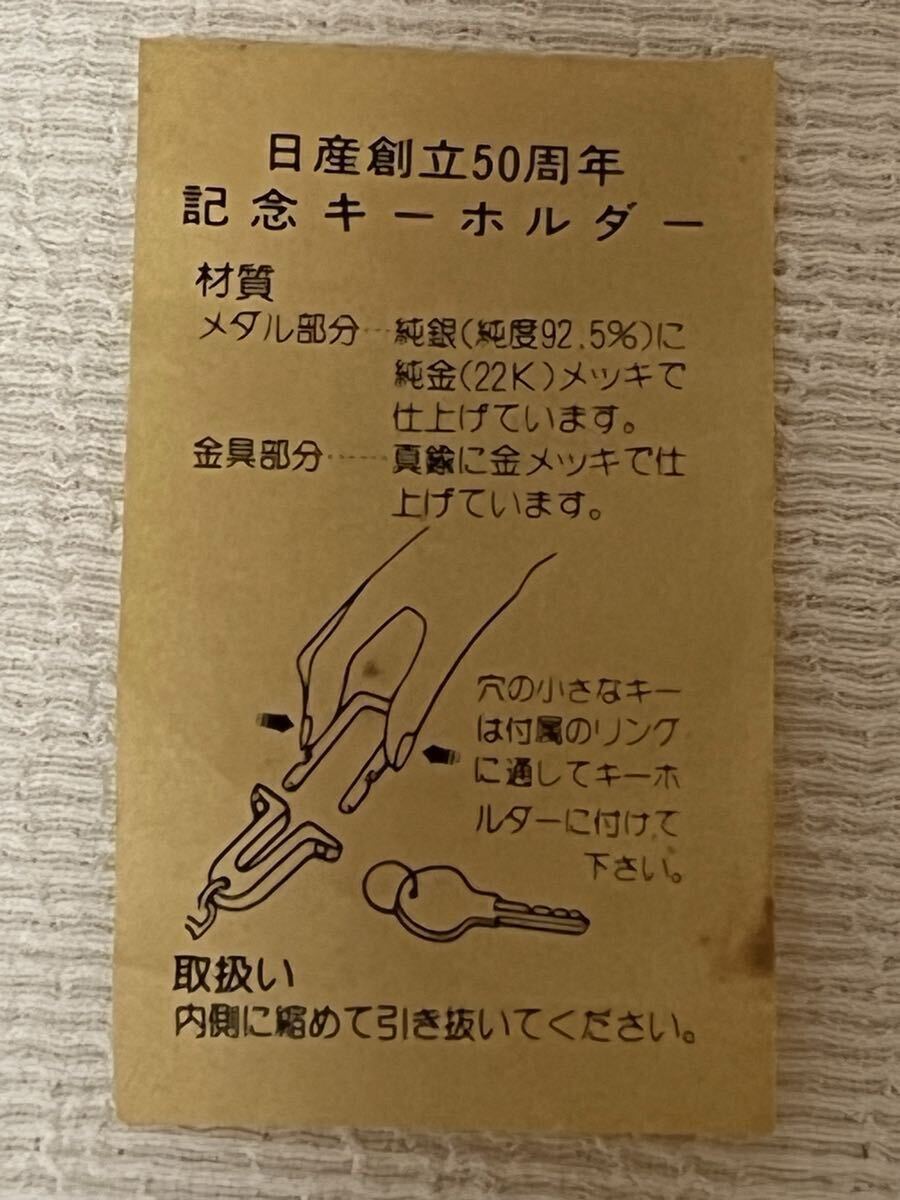 日産創立50周年
記念キーホルダー
材質
メタル部分……純銀(純度92.5%)に
純金(22K)メッキで
仕上げています。
金具部分……真鍮に金メッキで仕
上げています。
穴の小さなキー
は付属のリング
に通してキーホ
ルダーに付けて
下さい。
取扱い
内側に縮めて引き抜いてください。